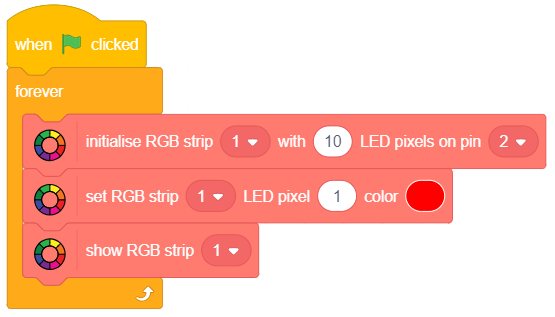 when clicked
forever
initialise RGB strip 1 with 10 LED pixels on pin 2
set RGB strip 1 LED pixel 1 color
show RGB strip 1